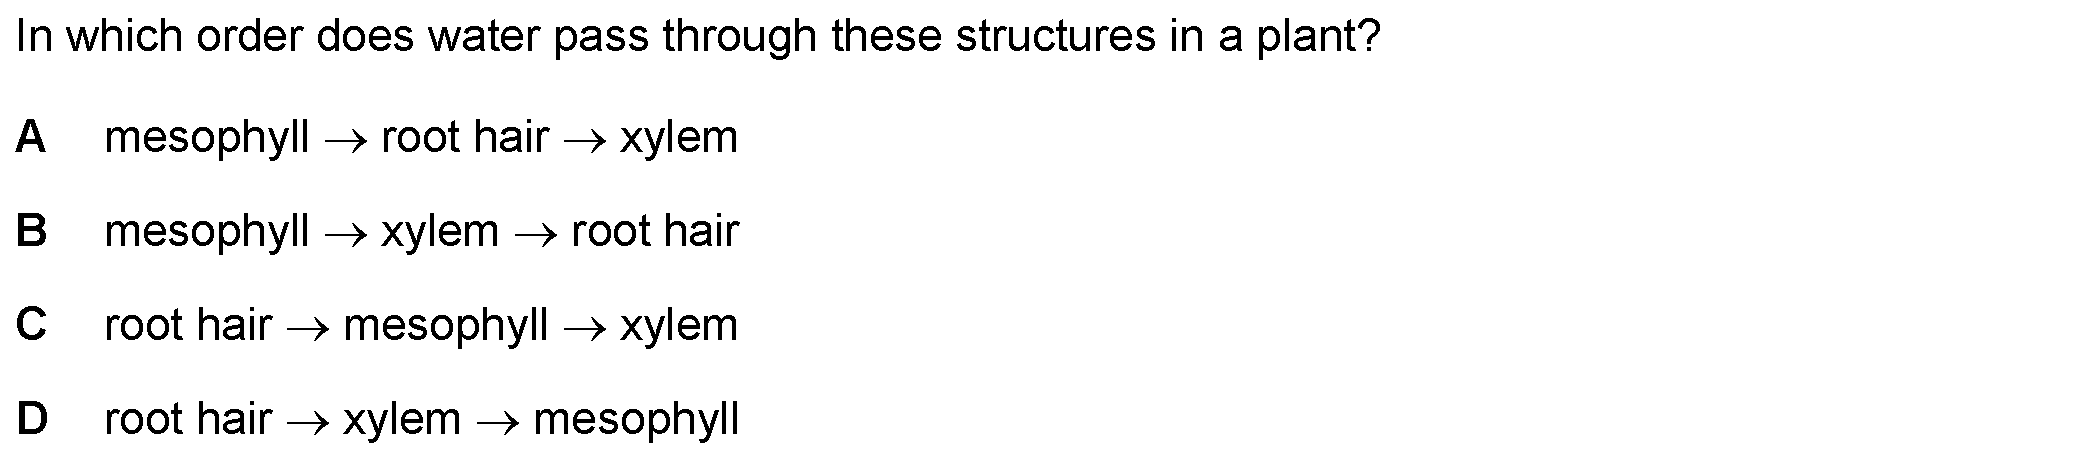 In which order does water pass through these structures in a plant?
A mesophyll → root hair → xylem
B mesophyll → xylem → root hair
C root hair → mesophyll → xylem
D root hair → xylem → mesophyll